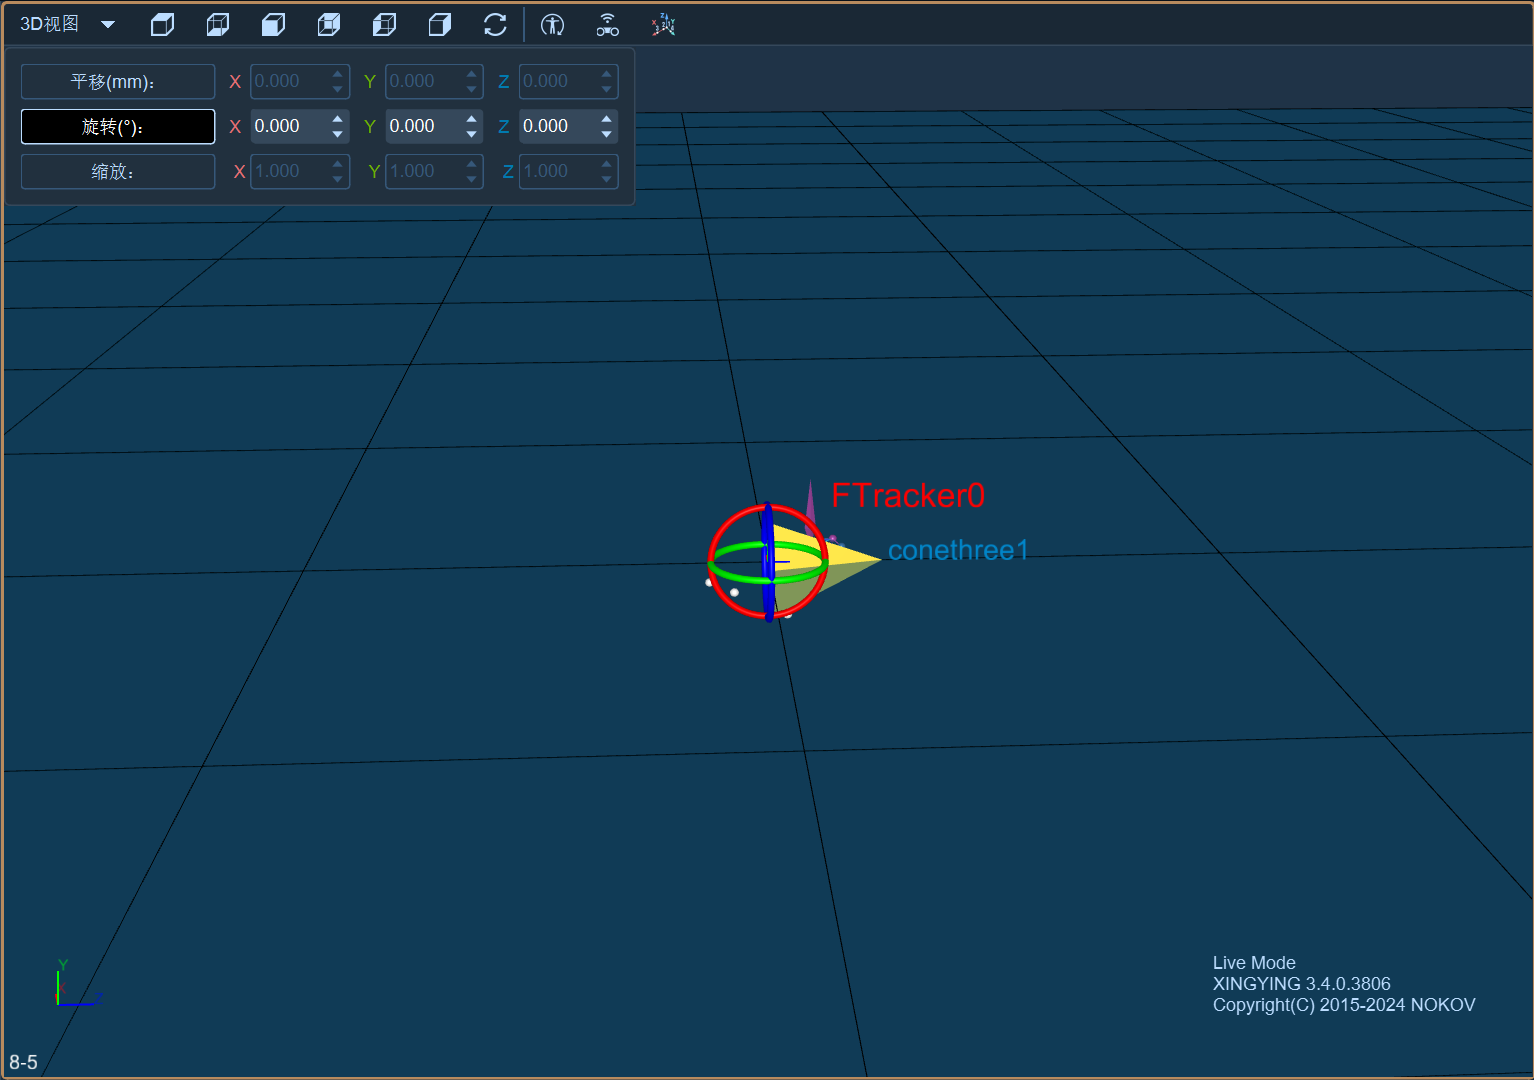 3D视图
平移(mm)： X 0.000 Y 0.000 Z 0.000
旋转(°)： X 0.000 Y 0.000 Z 0.000
缩放： X 1.000 Y 1.000 Z 1.000
FTracker0
conethree1
Y
X
Z
Live Mode
XINGYING 3.4.0.3806
Copyright(C) 2015-2024 NOKOV
8-5